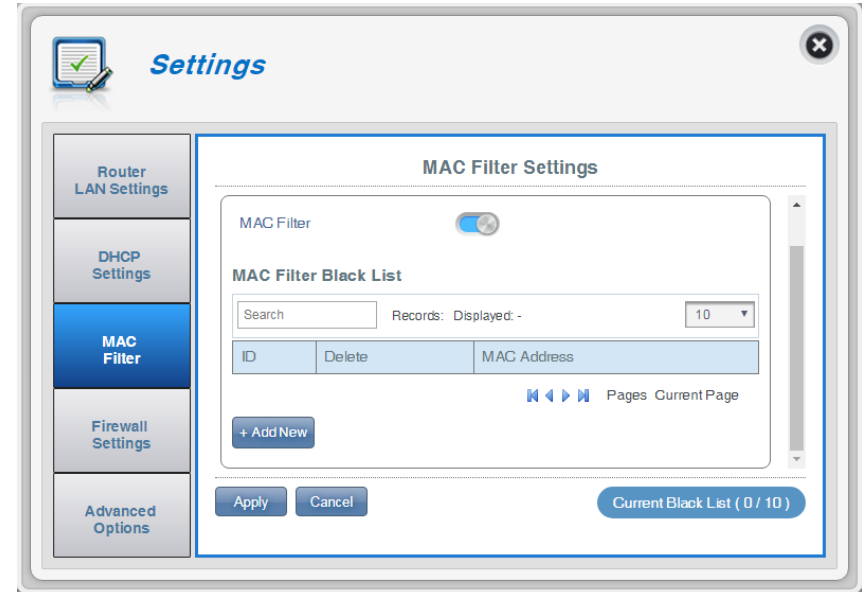 Settings
Router
LAN Settings
DHCP
Settings
MAC
Filter
Firewall
Settings
Advanced
Options
MAC Filter Settings
MAC Filter
MAC Filter Black List
Search Records: Displayed: - 10
ID Delete MAC Address
Pages Current Page
+ Add New
Apply Cancel Current Black List ( 0 / 10 )